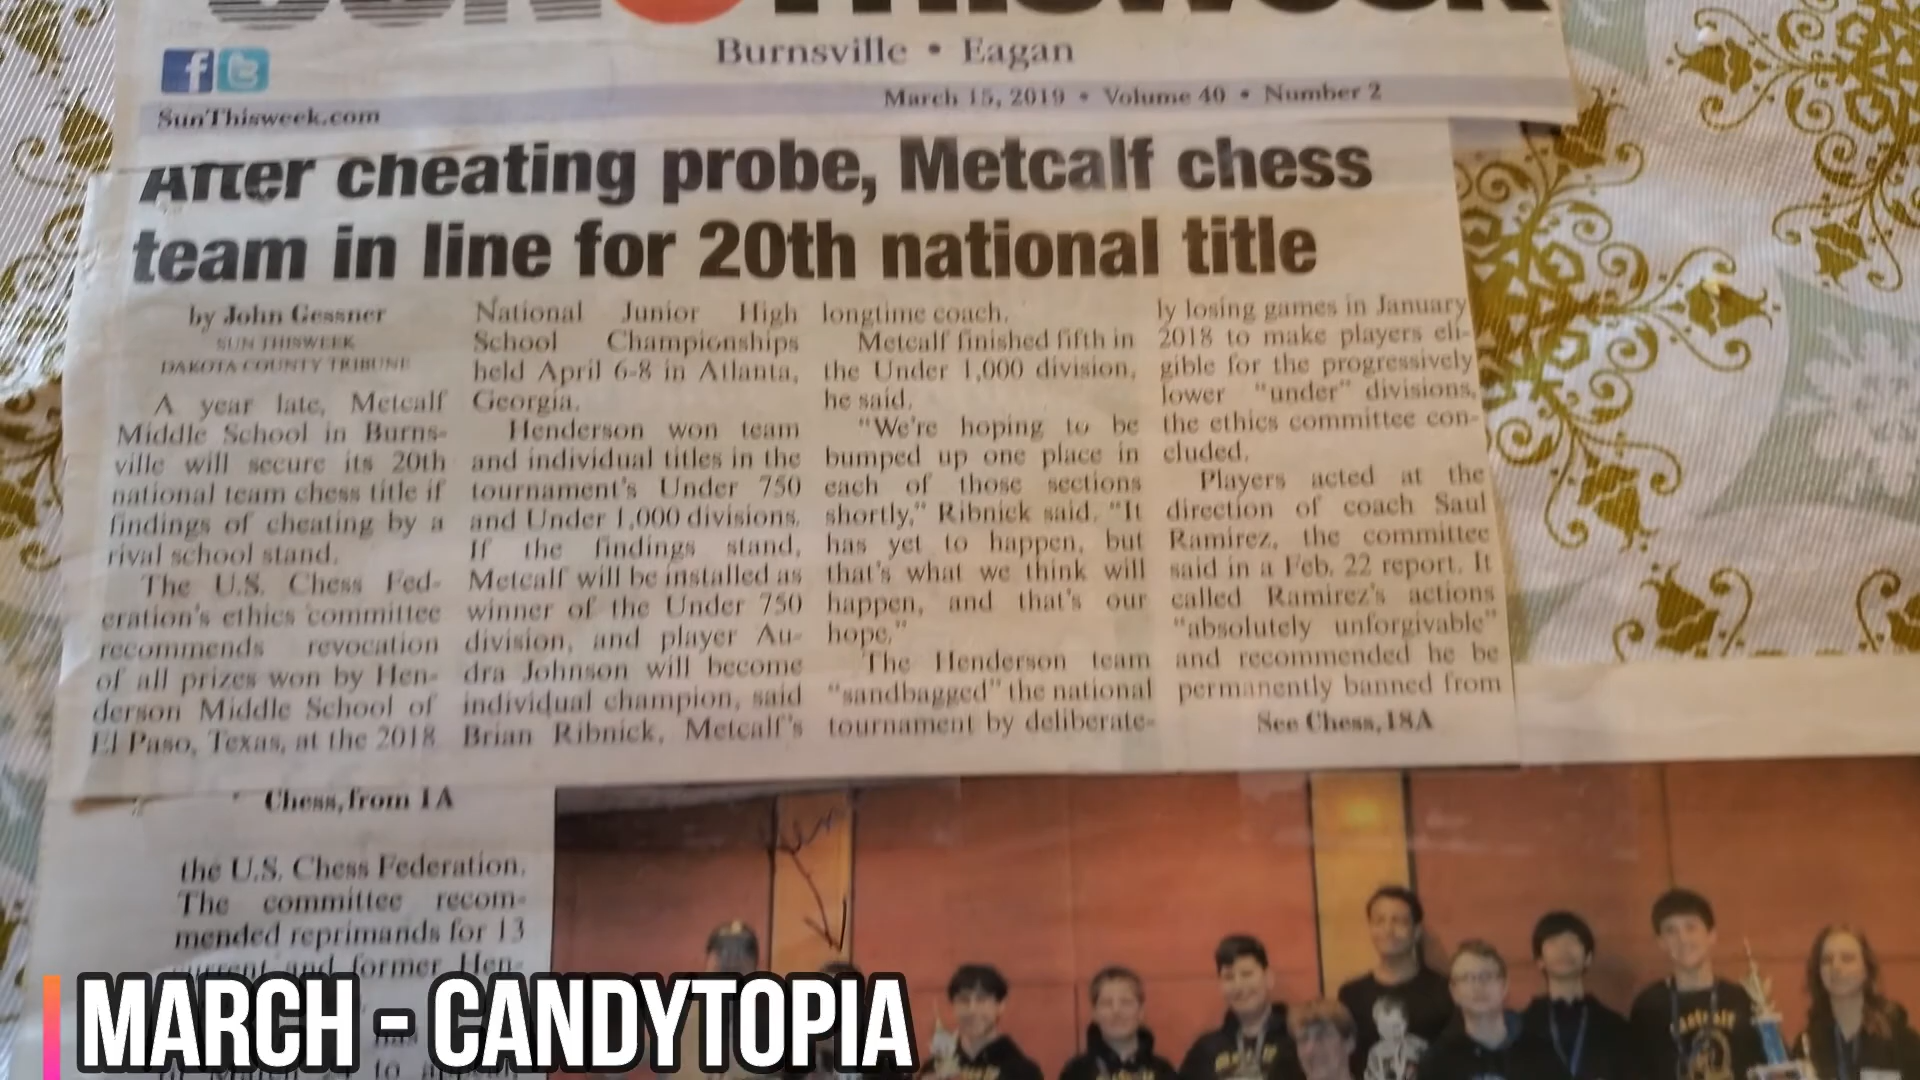 Burnsville • Eagan
March 15, 2019 • Volume 40 • Number 2
SunThisweek.com
After cheating probe, Metcalf chess
team in line for 20th national title
by John Gessner
SUN THISWEEK
DAKOTA COUNTY TRIBUNE
A year late, Metcalf
Middle School in Burns-
ville will secure its 20th
national team chess title if
findings of cheating by a
rival school stand.
The U.S. Chess Fed-
eration's ethics committee
recommends revocation
of all prizes won by Hen-
derson Middle School of
El Paso, Texas, at the 2018
National Junior High
School Championships
held April 6-8 in Atlanta,
Georgia.
Henderson won team
and individual titles in the
tournament's Under 750
and Under 1,000 divisions.
If the findings stand,
Metcalf will be installed as
winner of the Under 750
division, and player Au-
dra Johnson will become
individual champion, said
Brian Ribnick, Metcalf's
longtime coach.
Metcalf finished fifth in
the Under 1,000 division,
he said.
"We're hoping to be
bumped up one place in
each of those sections
shortly," Ribnick said. "It
has yet to happen, but
that's what we think will
happen, and that's our
hope."
The Henderson team
"sandbagged" the national
tournament by deliberate-
ly losing games in January
2018 to make players eli-
gible for the progressively
lower "under" divisions,
the ethics committee con-
cluded.
Players acted at the
direction of coach Saul
Ramirez, the committee
said in a Feb. 22 report. It
called Ramirez's actions
"absolutely unforgivable"
and recommended he be
permanently banned from
See Chess, 18A
Chess, from 1A
the U.S. Chess Federation.
The committee recom-
mended reprimands for 13
current and former Hen-
MARCH - CANDYTOPIA